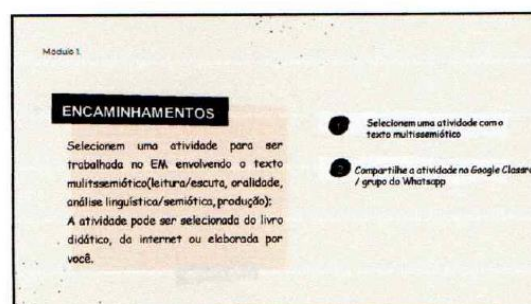 Módulo 1.
ENCAMINHAMENTOS
Selecionem uma atividade para ser
trabalhada no EM envolvendo o texto
mulitssemiótico(leitura/escuta, oralidade,
análise linguística/semiótica, produção);
A atividade pode ser selecionada do livro
didático, da internet ou elaborada por
você.
Selecionem uma atividade com o
texto multissemiótico
Compartilhe a atividade no Google Classr
/ grupo do Whatsapp